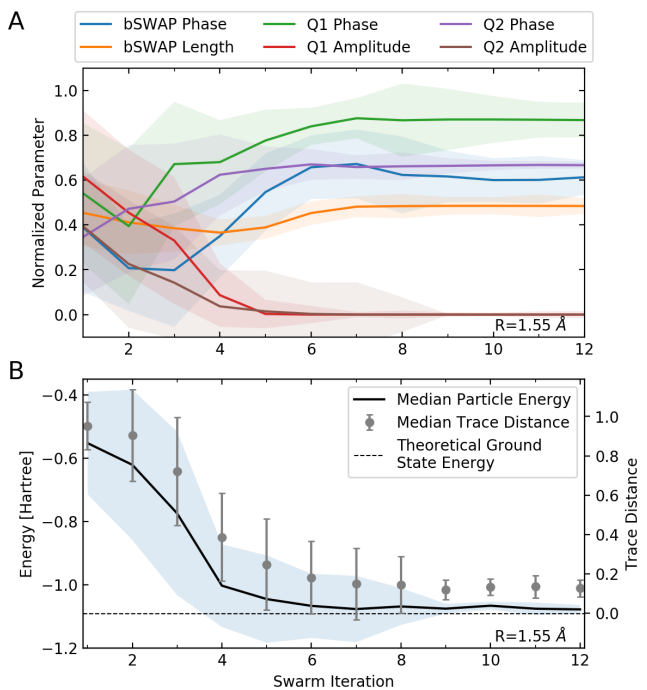 A
bSWAP Phase
Q1 Phase
Q2 Phase
bSWAP Length
Q1 Amplitude
Q2 Amplitude
1.0
0.8
0.6
0.4
0.2
0.0
Normalized Parameter
R=1.55 Å
2
4
6
8
10
12
B
−0.4
−0.6
−0.8
−1.0
−1.2
Energy [Hartree]
Median Particle Energy
Median Trace Distance
Theoretical Ground
State Energy
1.0
0.8
0.6
0.4
0.2
0.0
Trace Distance
R=1.55 Å
2
4
6
8
10
12
Swarm Iteration